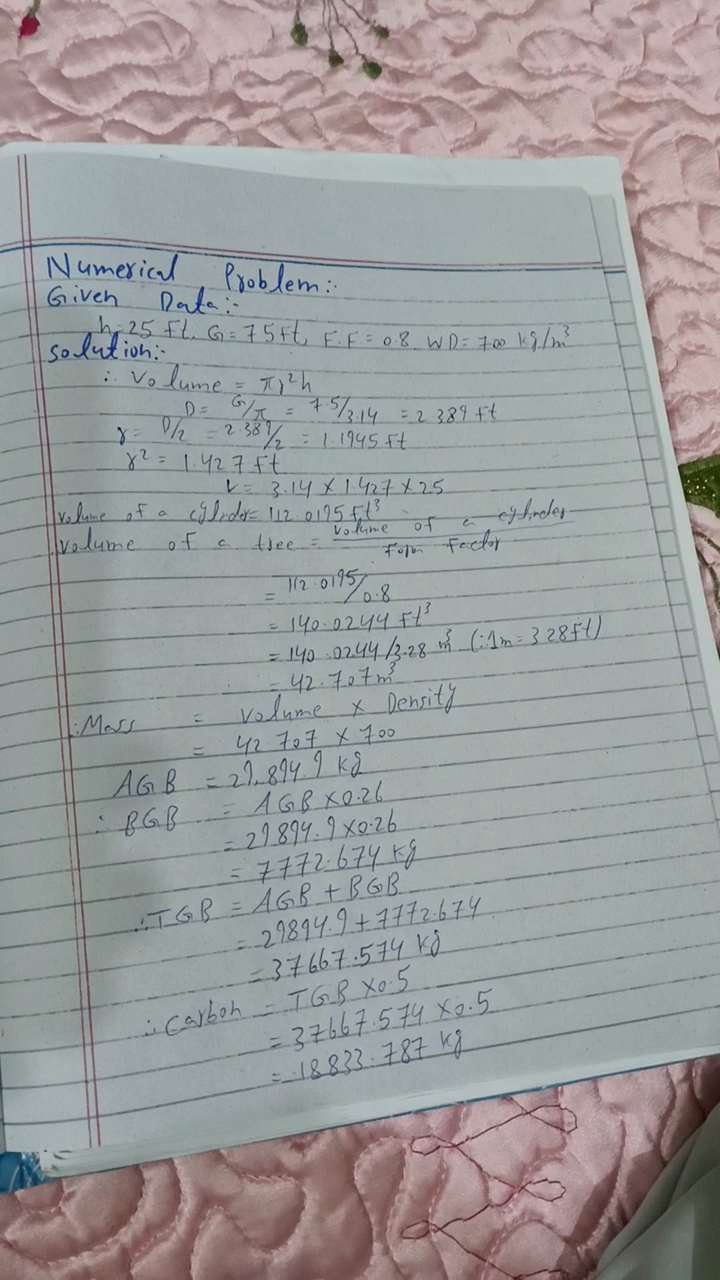 Numerical Problem:-
Given Data:-
h=25 ft, G=7.5ft, F.F=0.8, WD=700 kg/m³
solution:-
∴ Volume = πr²h
D= G/π = 7.5/3.14 = 2.389 ft
r= D/2 = 2.389/2 = 1.1945 ft
r² = 1.427 ft
V= 3.14 × 1.427 × 25
volume of a cylinder= 112.0195 ft³
volume of a tree = volume of a cylinder / Form Factor
= 112.0195/0.8
= 140.0244 ft³
= 140.0244/3.28 m³ (∴1m=3.28ft)
= 42.707m³
∴Mass = Volume × Density
= 42.707 × 700
AGB = 29,894.9 kg
∴ BGB = AGB ×0.26
= 29894.9 ×0.26
= 7772.674 kg
∴TGB = AGB + BGB
= 29894.9 + 7772.674
= 37667.574 kg
∴ Carbon = TGB ×0.5
= 37667.574 ×0.5
= 18833.787 kg